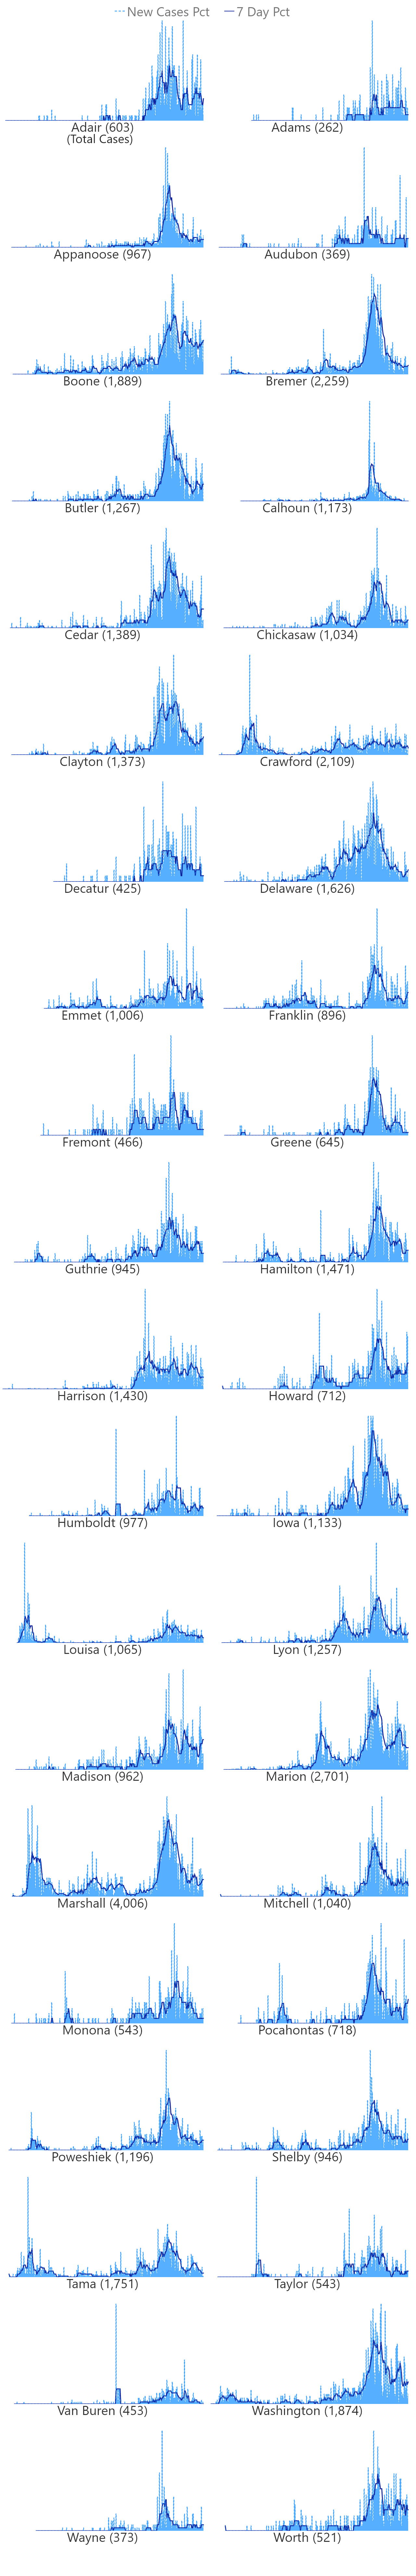 New Cases Pct 7 Day Pct
Adair (603) Adams (262)
(Total Cases)
Appanoose (967) Audubon (369)
Boone (1,889) Bremer (2,259)
Butler (1,267) Calhoun (1,173)
Cedar (1,389) Chickasaw (1,034)
Clayton (1,373) Crawford (2,109)
Decatur (425) Delaware (1,626)
Emmet (1,006) Franklin (896)
Fremont (466) Greene (645)
Guthrie (945) Hamilton (1,471)
Harrison (1,430) Howard (712)
Humboldt (977) Iowa (1,133)
Louisa (1,065) Lyon (1,257)
Madison (962) Marion (2,701)
Marshall (4,006) Mitchell (1,040)
Monona (543) Pocahontas (718)
Poweshiek (1,196) Shelby (946)
Tama (1,751) Taylor (543)
Van Buren (453) Washington (1,874)
Wayne (373) Worth (521)